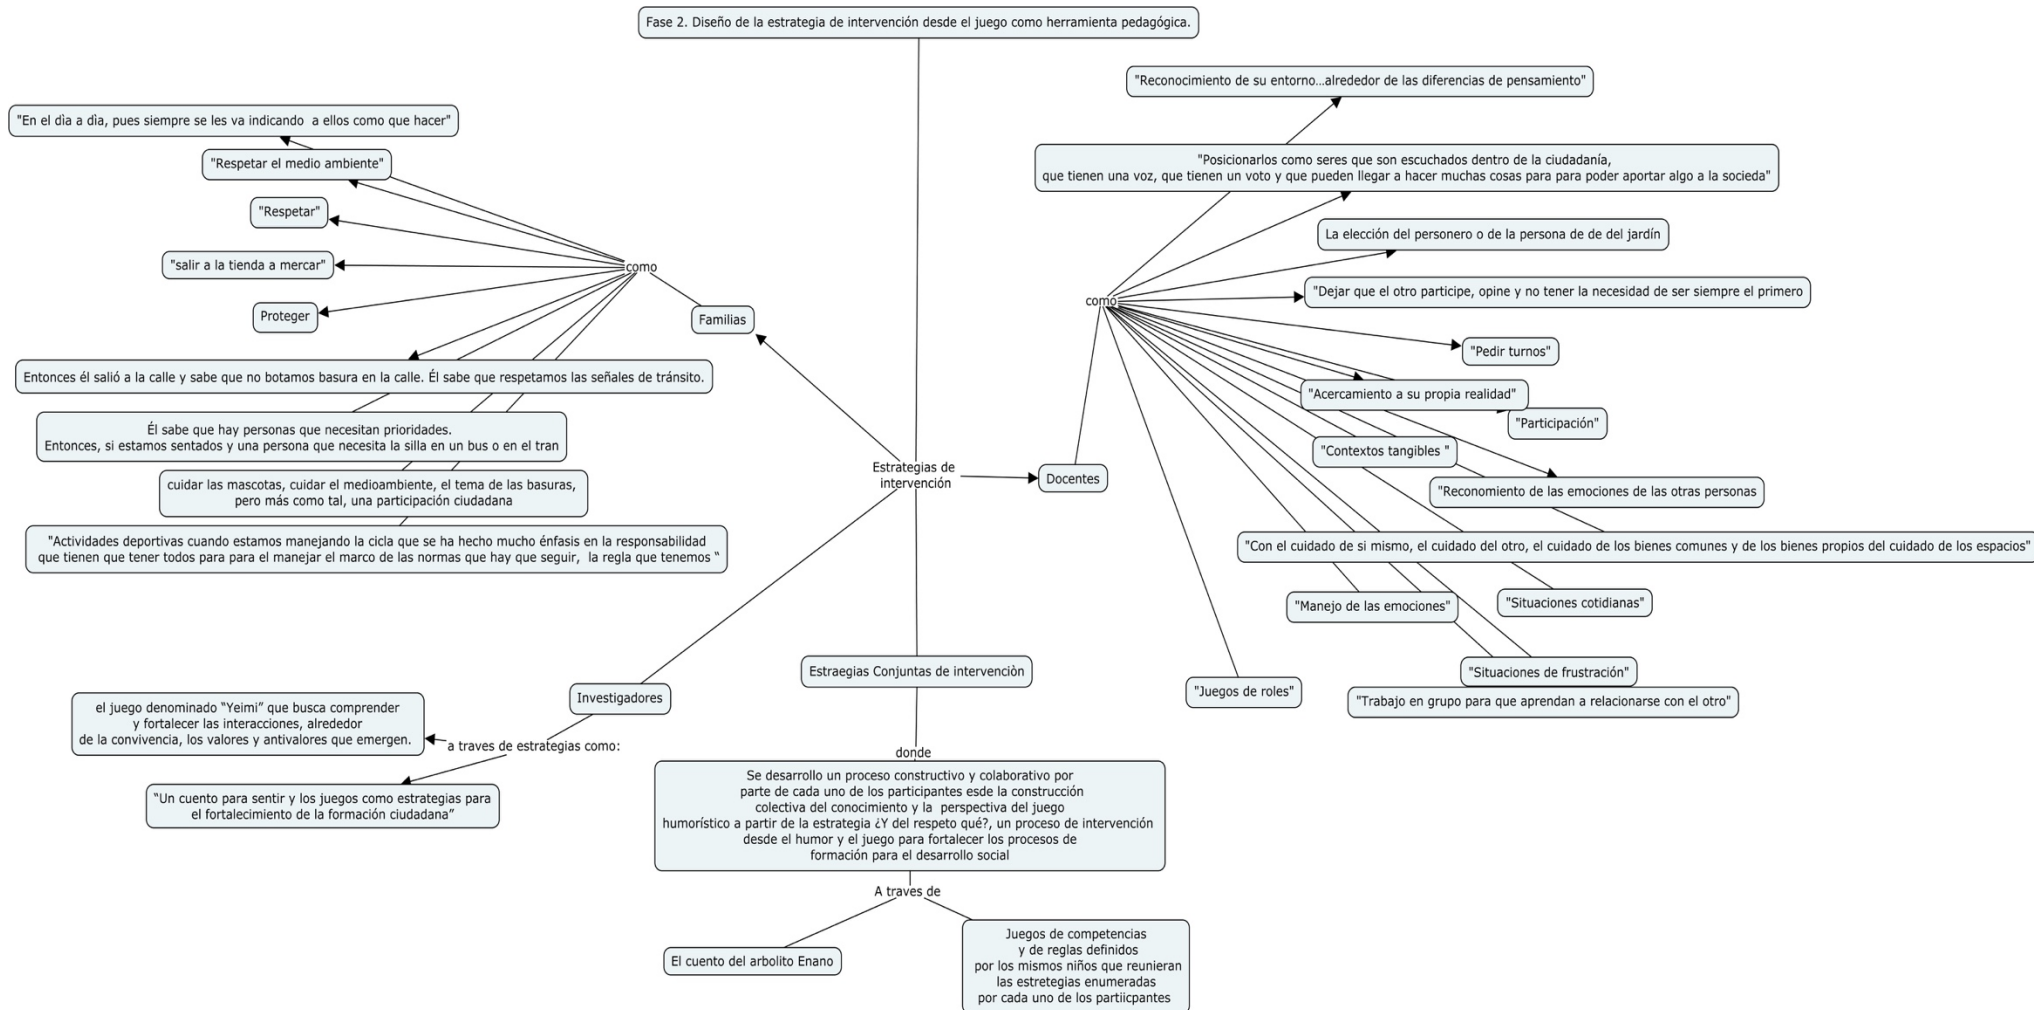 Fase 2. Diseño de la estrategia de intervención desde el juego como herramienta pedagógica.
"En el dìa a dìa, pues siempre se les va indicando  a ellos como que hacer"
"Respetar el medio ambiente"
"Respetar"
"salir a la tienda a mercar"
Proteger
como
Familias
Entonces él salió a la calle y sabe que no botamos basura en la calle. Él sabe que respetamos las señales de tránsito.
Él sabe que hay personas que necesitan prioridades.
Entonces, si estamos sentados y una persona que necesita la silla en un bus o en el tran
cuidar las mascotas, cuidar el medioambiente, el tema de las basuras,
pero más como tal, una participación ciudadana
"Actividades deportivas cuando estamos manejando la cicla que se ha hecho mucho énfasis en la responsabilidad
que tienen que tener todos para para el manejar el marco de las normas que hay que seguir,  la regla que tenemos “
Estrategias de
intervención
Docentes
como
"Reconocimiento de su entorno...alrededor de las diferencias de pensamiento"
"Posicionarlos como seres que son escuchados dentro de la ciudadanía,
que tienen una voz, que tienen un voto y que pueden llegar a hacer muchas cosas para para poder aportar algo a la socieda"
La elección del personero o de la persona de de del jardín
"Dejar que el otro participe, opine y no tener la necesidad de ser siempre el primero
"Pedir turnos"
"Acercamiento a su propia realidad"
"Participación"
"Contextos tangibles "
"Reconomiento de las emociones de las otras personas
"Con el cuidado de si mismo, el cuidado del otro, el cuidado de los bienes comunes y de los bienes propios del cuidado de los espacios"
"Manejo de las emociones"
"Situaciones cotidianas"
"Situaciones de frustración"
"Juegos de roles"
"Trabajo en grupo para que aprendan a relacionarse con el otro"
Investigadores
a traves de estrategias como:
el juego denominado “Yeimi” que busca comprender
y fortalecer las interacciones, alrededor
de la convivencia, los valores y antivalores que emergen.
“Un cuento para sentir y los juegos como estrategias para
el fortalecimiento de la formación ciudadana”
Estraegias Conjuntas de intervenciòn
donde
Se desarrollo un proceso constructivo y colaborativo por
parte de cada uno de los participantes esde la construcción
colectiva del conocimiento y la  perspectiva del juego
humorístico a partir de la estrategia ¿Y del respeto qué?, un proceso de intervención
desde el humor y el juego para fortalecer los procesos de
formación para el desarrollo social
A traves de
El cuento del arbolito Enano
Juegos de competencias
y de reglas definidos
por los mismos niños que reunieran
las estretegias enumeradas
por cada uno de los partiicpantes